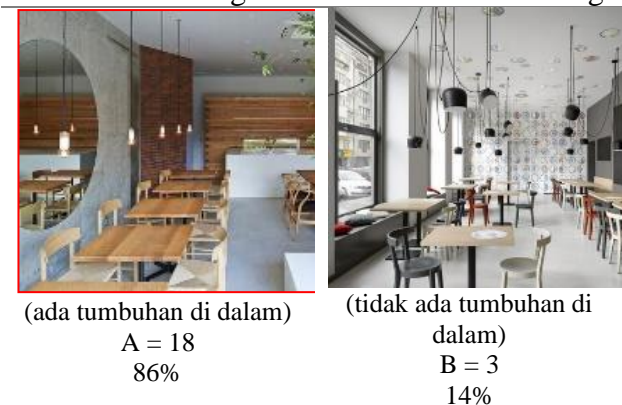 (ada tumbuhan di dalam)
A = 18
86%
(tidak ada tumbuhan di
dalam)
B = 3
14%